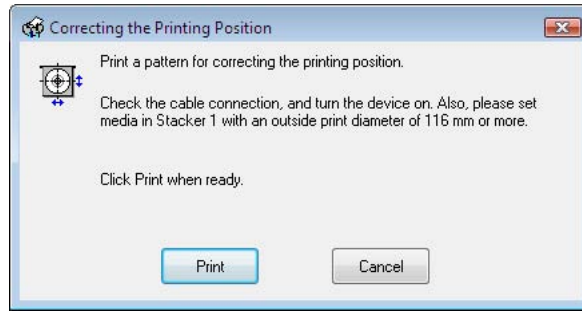 Correcting the Printing Position
Print a pattern for correcting the printing position.
Check the cable connection, and turn the device on. Also, please set
media in Stacker 1 with an outside print diameter of 116 mm or more.
Click Print when ready.
Print
Cancel